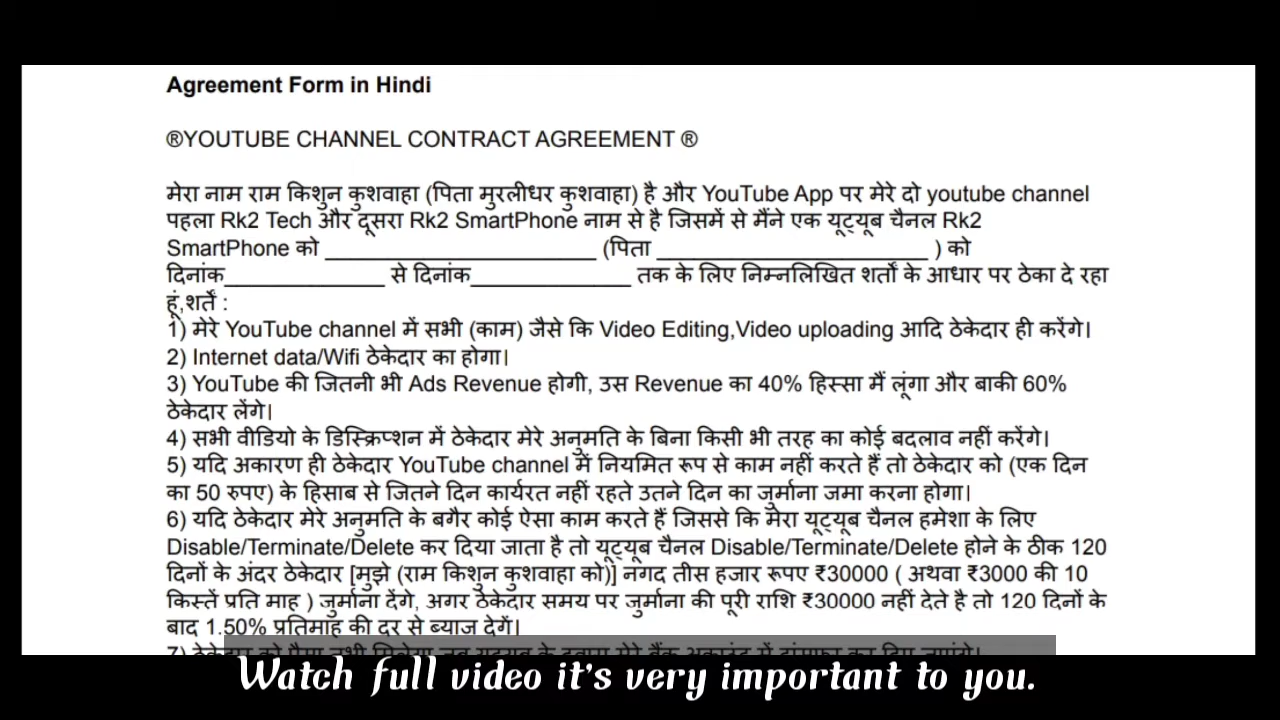 Agreement Form in Hindi
®YOUTUBE CHANNEL CONTRACT AGREEMENT ®
मेरा नाम राम किशुन कुशवाहा (पिता मुरलीधर कुशवाहा) है और YouTube App पर मेरे दो youtube channel
पहला Rk2 Tech और दूसरा Rk2 SmartPhone नाम से है जिसमें से मैंने एक यूट्यूब चैनल Rk2
SmartPhone को ______________________ (पिता ______________________ ) को
दिनांक_____________ से दिनांक_____________ तक के लिए निम्नलिखित शर्तों के आधार पर ठेका दे रहा
हूं,शर्तें :
1) मेरे YouTube channel में सभी (काम) जैसे कि Video Editing,Video uploading आदि ठेकेदार ही करेंगे।
2) Internet data/Wifi ठेकेदार का होगा।
3) YouTube की जितनी भी Ads Revenue होगी, उस Revenue का 40% हिस्सा मैं लूंगा और बाकी 60%
ठेकेदार लेंगे।
4) सभी वीडियो के डिस्क्रिप्शन में ठेकेदार मेरे अनुमति के बिना किसी भी तरह का कोई बदलाव नहीं करेंगे।
5) यदि अकारण ही ठेकेदार YouTube channel में नियमित रूप से काम नहीं करते हैं तो ठेकेदार को (एक दिन
का 50 रुपए) के हिसाब से जितने दिन कार्यरत नहीं रहते उतने दिन का जुर्माना जमा करना होगा।
6) यदि ठेकेदार मेरे अनुमति के बगैर कोई ऐसा काम करते हैं जिससे कि मेरा यूट्यूब चैनल हमेशा के लिए
Disable/Terminate/Delete कर दिया जाता है तो यूट्यूब चैनल Disable/Terminate/Delete होने के ठीक 120
दिनों के अंदर ठेकेदार [मुझे (राम किशुन कुशवाहा को)] नगद तीस हजार रूपए ₹30000 ( अथवा ₹3000 की 10
किस्तें प्रति माह ) जुर्माना देंगे, अगर ठेकेदार समय पर जुर्माना की पूरी राशि ₹30000 नहीं देते है तो 120 दिनों के
बाद 1.50% प्रतिमाह की दर से ब्याज देगें।
7) ठेकेदार को पैसा तभी मिलेगा जब
Watch full video it's very important to you.